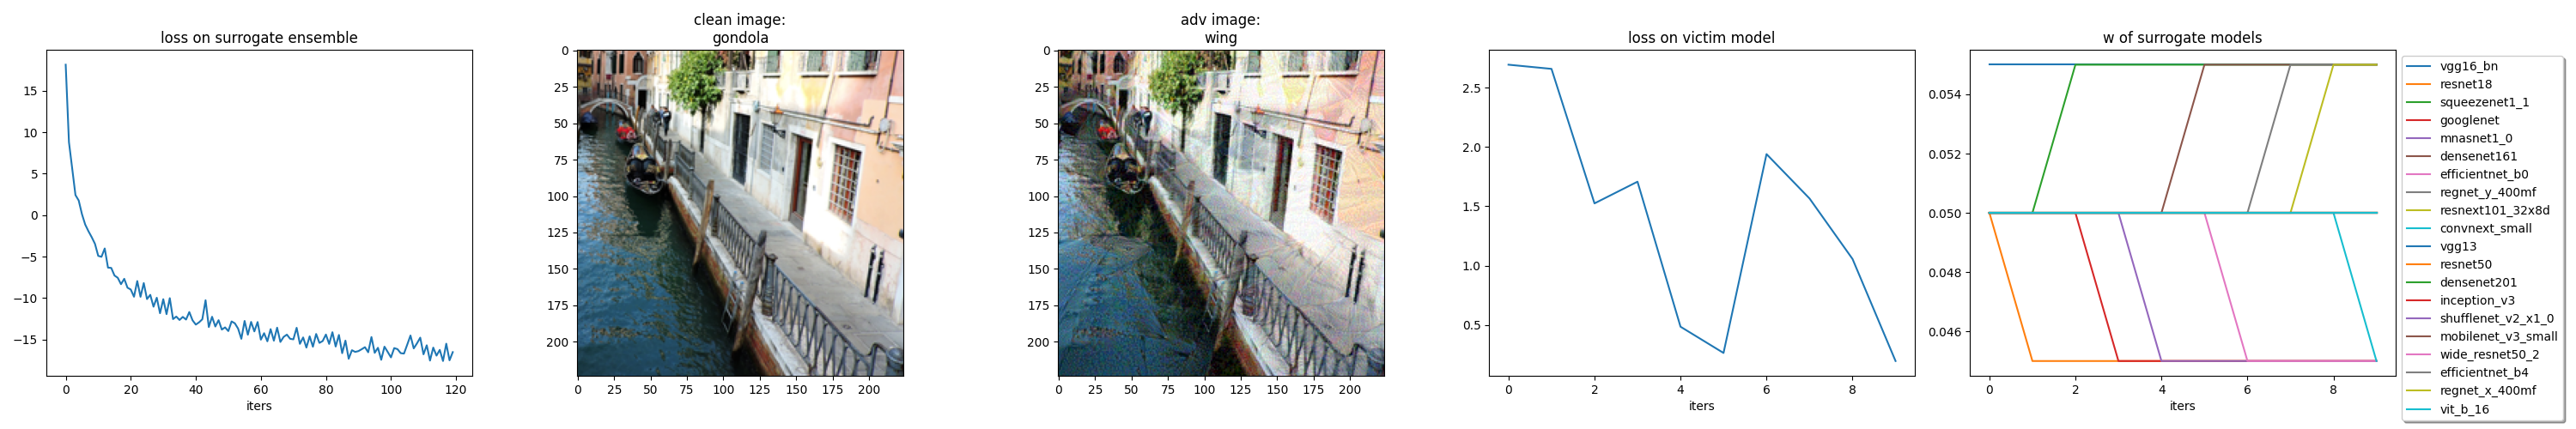 loss on surrogate ensemble
15
10
5
0
−5
−10
−15
0
20
40
60
80
100
120
iters
clean image:
gondola
0
25
50
75
100
125
150
175
200
0
25
50
75
100
125
150
175
200
adv image:
wing
0
25
50
75
100
125
150
175
200
0
25
50
75
100
125
150
175
200
loss on victim model
2.5
2.0
1.5
1.0
0.5
0
2
4
6
8
iters
w of surrogate models
0.054
0.052
0.050
0.048
0.046
0
2
4
6
8
iters
vgg16_bn
resnet18
squeezenet1_1
googlenet
mnasnet1_0
densenet161
efficientnet_b0
regnet_y_400mf
resnext101_32x8d
convnext_small
vgg13
resnet50
densenet201
inception_v3
shufflenet_v2_x1_0
mobilenet_v3_small
wide_resnet50_2
efficientnet_b4
regnet_x_400mf
vit_b_16